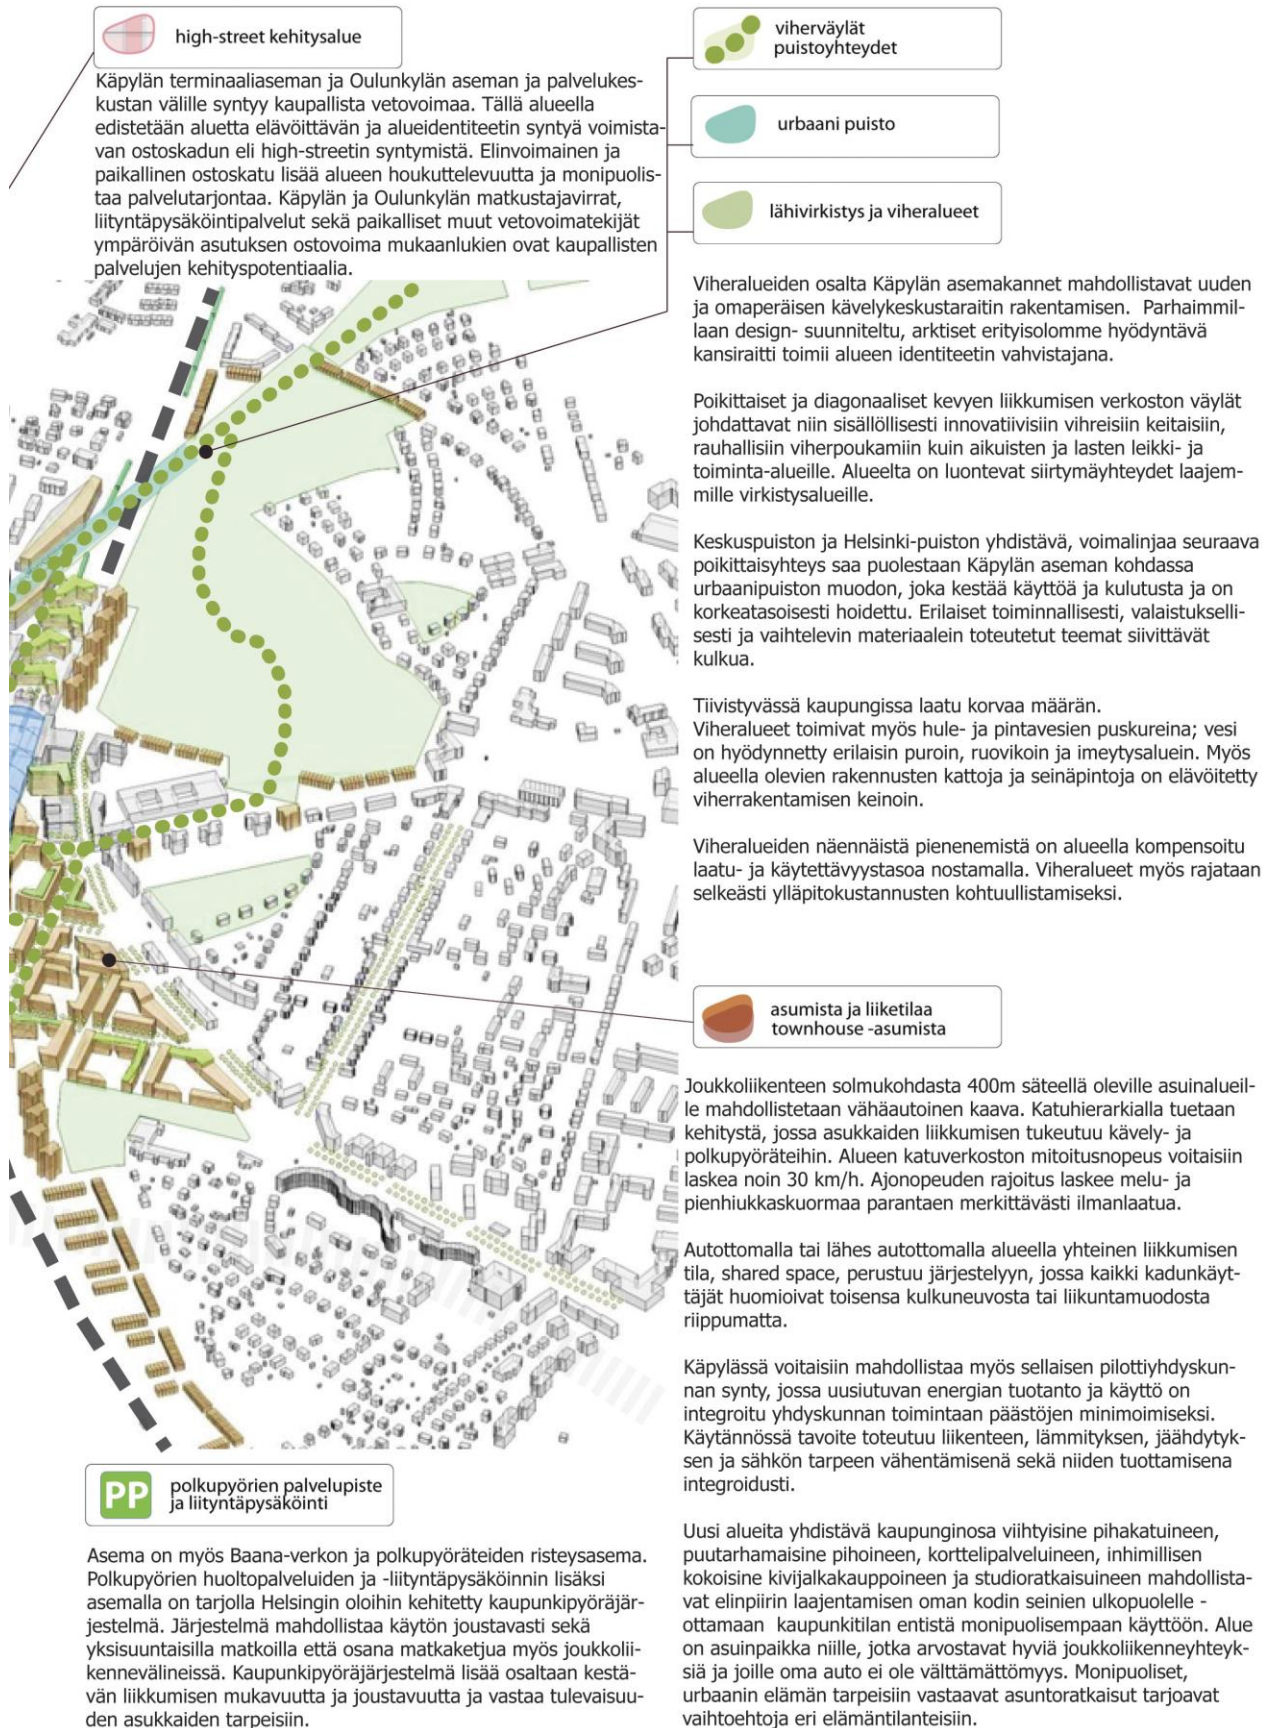 high-street kehitysalue
Käpylän terminaaliaseman ja Oulunkylän aseman ja palvelukes-
kustan välille syntyy kaupallista vetovoimaa. Tällä alueella
edistetään aluetta elävöittävän ja alueidentiteetin syntyä voimista-
van ostoskadun eli high-streetin syntymistä. Elinvoimainen ja
paikallinen ostoskatu lisää alueen houkuttelevuutta ja monipuolis-
taa palvelutarjontaa. Käpylän ja Oulunkylän matkustajavirrat,
liityntäpysäköintipalvelut sekä paikalliset muut vetovoimatekijät
ympäröivän asutuksen ostovoima mukaanlukien ovat kaupallisten
palvelujen kehityspotentiaalia.
viherväylät
puistoyhteydet
urbaani puisto
lähivirkistys ja viheralueet
Viheralueiden osalta Käpylän asemakannet mahdollistavat uuden
ja omaperäisen kävelykeskustaraitin rakentamisen. Parhaimmil-
laan design- suunniteltu, arktiset erityisolomme hyödyntävä
kansiraitti toimii alueen identiteetin vahvistajana.
Poikittaiset ja diagonaaliset kevyen liikkumisen verkoston väylät
johdattavat niin sisällöllisesti innovatiivisiin vihreisiin keitaisiin,
rauhallisiin viherpoukamiin kuin aikuisten ja lasten leikki- ja
toiminta-alueille. Alueelta on luontevat siirtymäyhteydet laajem-
mille virkistysalueille.
Keskuspuiston ja Helsinki-puiston yhdistävä, voimalinjaa seuraava
poikittaisyhteys saa puolestaan Käpylän aseman kohdassa
urbaanipuiston muodon, joka kestää käyttöä ja kulutusta ja on
korkeatasoisesti hoidettu. Erilaiset toiminnallisesti, valaistukselli-
sesti ja vaihtelevin materiaalein toteutetut teemat siivittävät
kulkua.
Tiivistyvässä kaupungissa laatu korvaa määrän.
Viheralueet toimivat myös hule- ja pintavesien puskureina; vesi
on hyödynnetty erilaisin puroin, ruovikoin ja imeytysaluein. Myös
alueella olevien rakennusten kattoja ja seinäpintoja on elävöitetty
viherrakentamisen keinoin.
Viheralueiden näennäistä pienenemistä on alueella kompensoitu
laatu- ja käytettävyystasoa nostamalla. Viheralueet myös rajataan
selkeästi ylläpitokustannusten kohtuullistamiseksi.
asumista ja liiketilaa
townhouse -asumista
Joukkoliikenteen solmukohdasta 400m säteellä oleville asuinalueil-
le mahdollistetaan vähäautoinen kaava. Katuhierarkialla tuetaan
kehitystä, jossa asukkaiden liikkumisen tukeutuu kävely- ja
polkupyöräteihin. Alueen katuverkoston mitoitusnopeus voitaisiin
laskea noin 30 km/h. Ajonopeuden rajoitus laskee melu- ja
pienhiukkaskuormaa parantaen merkittävästi ilmanlaatua.
Autottomalla tai lähes autottomalla alueella yhteinen liikkumisen
tila, shared space, perustuu järjestelyyn, jossa kaikki kadunkäyt-
täjät huomioivat toisensa kulkuneuvosta tai liikuntamuodosta
riippumatta.
Käpylässä voitaisiin mahdollistaa myös sellaisen pilottiyhdyskun-
nan synty, jossa uusiutuvan energian tuotanto ja käyttö on
integroitu yhdyskunnan toimintaan päästöjen minimoimiseksi.
Käytännössä tavoite toteutuu liikenteen, lämmityksen, jäähdytyk-
sen ja sähkön tarpeen vähentämisenä sekä niiden tuottamisena
integroidusti.
Uusi alueita yhdistävä kaupunginosa viihtyisine pihakatuineen,
puutarhamaisine pihoineen, korttelipalveluineen, inhimillisen
kokoisine kivijalkakauppoineen ja studioratkaisuineen mahdollista-
vat elinpiirin laajentamisen oman kodin seinien ulkopuolelle -
ottamaan kaupunkitilan entistä monipuolisempaan käyttöön. Alue
on asuinpaikka niille, jotka arvostavat hyviä joukkoliikenneyhteyk-
siä ja joille oma auto ei ole välttämättömyys. Monipuoliset,
urbaanin elämän tarpeisiin vastaavat asuntoratkaisut tarjoavat
vaihtoehtoja eri elämäntilanteisiin.
PP polkupyörien palvelupiste
ja liityntäpysäköinti
Asema on myös Baana-verkon ja polkupyöräteiden risteysasema.
Polkupyörien huoltopalveluiden ja -liityntäpysäköinnin lisäksi
asemalla on tarjolla Helsingin oloihin kehitetty kaupunkipyöräjär-
jestelmä. Järjestelmä mahdollistaa käytön joustavasti sekä
yksisuuntaisilla matkoilla että osana matkaketjua myös joukkolii-
kennevälineissä. Kaupunkipyöräjärjestelmä lisää osaltaan kestä-
vän liikkumisen mukavuutta ja joustavuutta ja vastaa tulevaisuu-
den asukkaiden tarpeisiin.